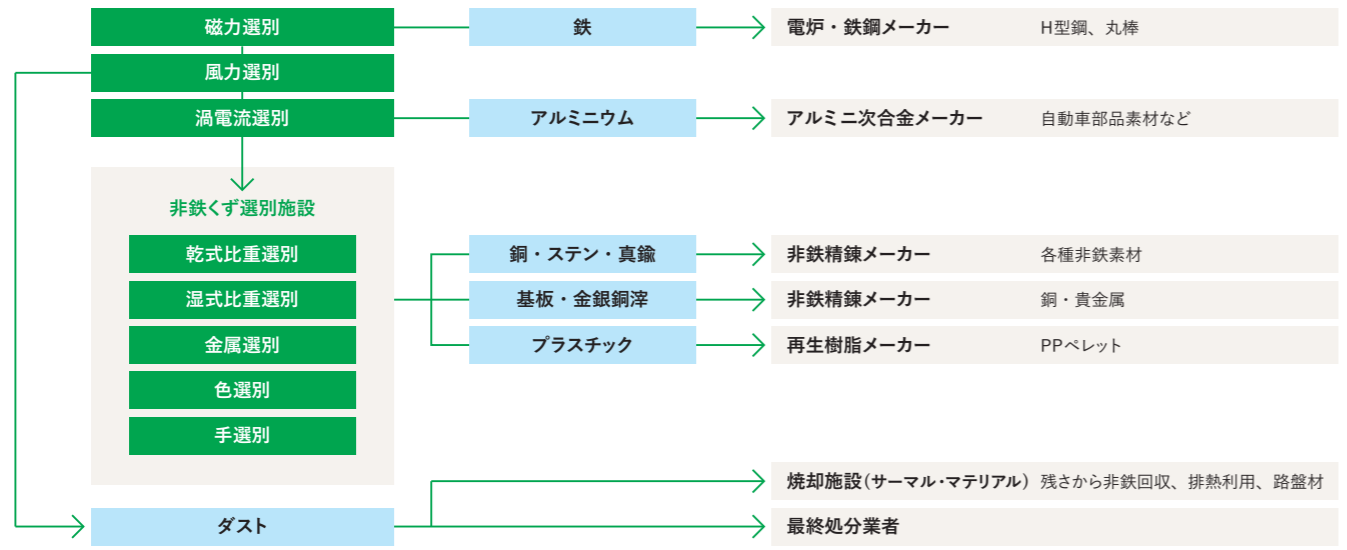 磁力選別 鉄 電炉・鉄鋼メーカー H型鋼、丸棒
風力選別
渦電流選別 アルミニウム アルミニ次合金メーカー 自動車部品素材など
非鉄くず選別施設
乾式比重選別 銅・ステン・真鍮 非鉄精錬メーカー 各種非鉄素材
湿式比重選別 基板・金銀銅滓 非鉄精錬メーカー 銅・貴金属
金属選別 プラスチック 再生樹脂メーカー PPペレット
色選別
手選別
焼却施設(サーマル・マテリアル) 残さから非鉄回収、排熱利用、路盤材
ダスト 最終処分業者